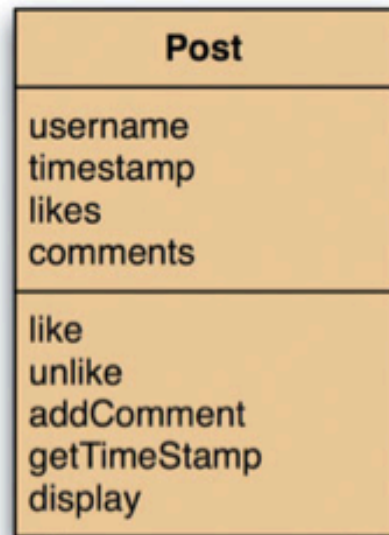 Post
username
timestamp
likes
comments
like
unlike
addComment
getTimeStamp
display